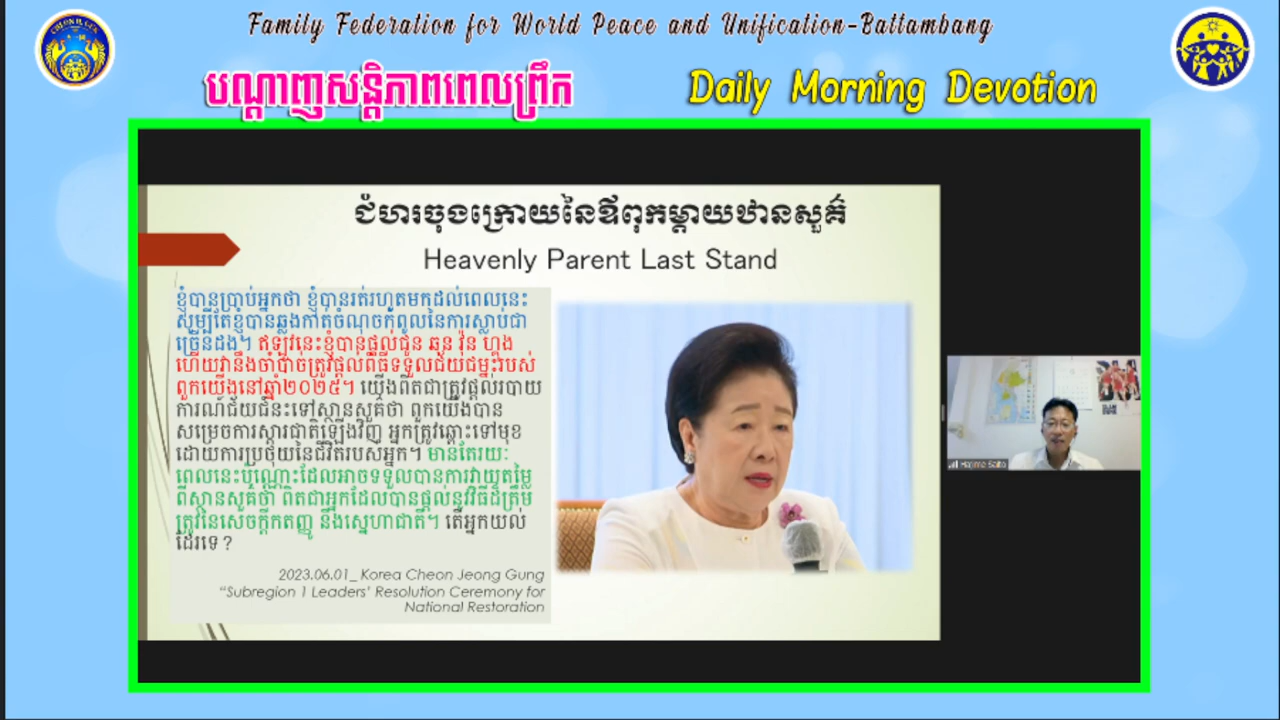 Family Federation for World Peace and Unification-Battambang
CHEON IL GUK
បណ្តាញសន្តិភាពពេលព្រឹក
Daily Morning Devotion
ជំហរចុងក្រោយនៃឪពុកម្តាយឋានសួគ៌
Heavenly Parent Last Stand
ខ្ញុំបានប្រាប់អ្នកថា ខ្ញុំបានរត់រហូតមកដល់ពេលនេះ
សូម្បីតែខ្ញុំបានឆ្លងកាត់ចំណុចកំពូលនៃការស្លាប់ជា
ច្រើនដង។ ឥឡូវនេះខ្ញុំបានផ្តល់ជូន ឆុន វ៉ុន ហ្គុង
ហើយវានឹងចាំបាច់ត្រូវផ្តល់ពិធីទទួលជ័យជម្នះរបស់
ពួកយើងនៅឆ្នាំ២០២៥។ យើងពិតជាត្រូវផ្តល់របាយ
ការណ៍ជ័យជំនះទៅស្ថានសួគ៌ថា ពួកយើងបាន
សម្រេចការស្តារជាតិឡើងវិញ អ្នកត្រូវឆ្ពោះទៅមុខ
ដោយការប្រថុយនៃជីវិតរបស់អ្នក។ មានតែរយៈ
ពេលនេះប៉ុណ្ណោះដែលអាចទទួលបានការវាយតម្លៃ
ពីស្ថានសួគ៌ថា ពិតជាអ្នកដែលបានផ្តល់នូវវិធីដ៏ត្រឹម
ត្រូវនៃសេចក្តីកតញ្ញូ និងស្នេហាជាតិ។ តើអ្នកយល់
ដែរទេ?
2023.06.01_ Korea Cheon Jeong Gung
“Subregion 1 Leaders’ Resolution Ceremony for
National Restoration
Hajime Saito